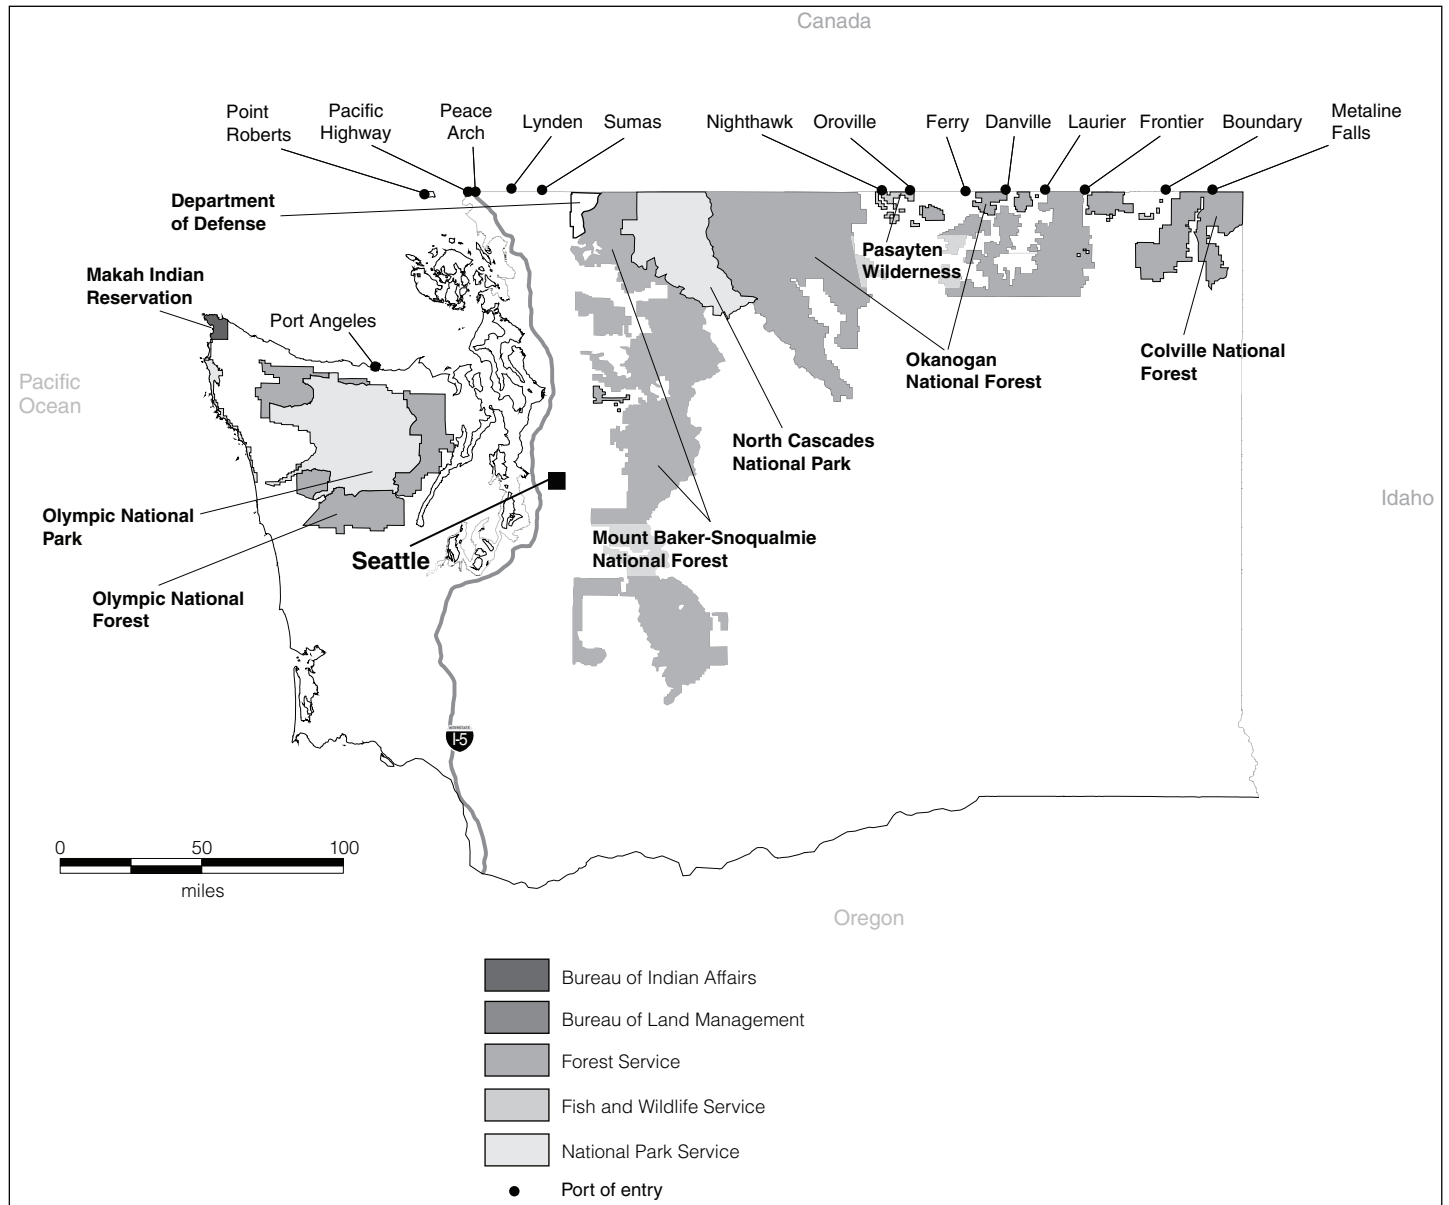 Canada
Point
Roberts
Pacific
Highway
Peace
Arch
Lynden
Sumas
Nighthawk
Oroville
Ferry
Danville
Laurier
Frontier
Boundary
Metaline
Falls
Department
of Defense
Makah Indian
Reservation
Port Angeles
Pacific
Ocean
Pasayten
Wilderness
Okanogan
National Forest
Colville National
Forest
North Cascades
National Park
Idaho
Olympic National
Park
Seattle
Mount Baker-Snoqualmie
National Forest
Olympic National
Forest
INTERSTATE
I-5
0 50 100
miles
Oregon
Bureau of Indian Affairs
Bureau of Land Management
Forest Service
Fish and Wildlife Service
National Park Service
Port of entry